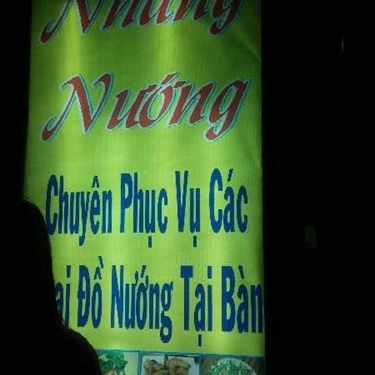 Nướng
Chuyên Phục Vụ Các
Đồ Nướng Tại Bàn